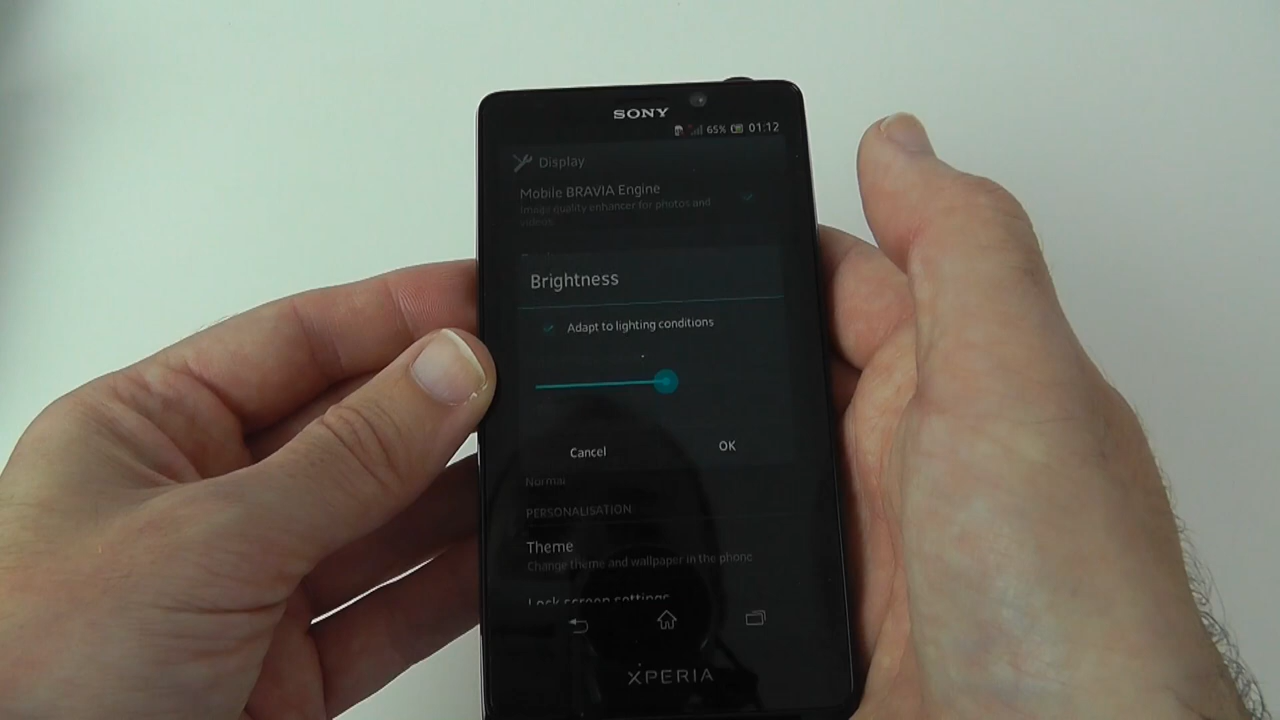 SONY
65% 01:12
Display
Mobile BRAVIA Engine
Image quality enhancer for photos and
videos
Brightness
Adapt to lighting conditions
Cancel OK
Normal
PERSONALISATION
Theme
Change theme and wallpaper in the phone
Lock screen settings
XPERIA